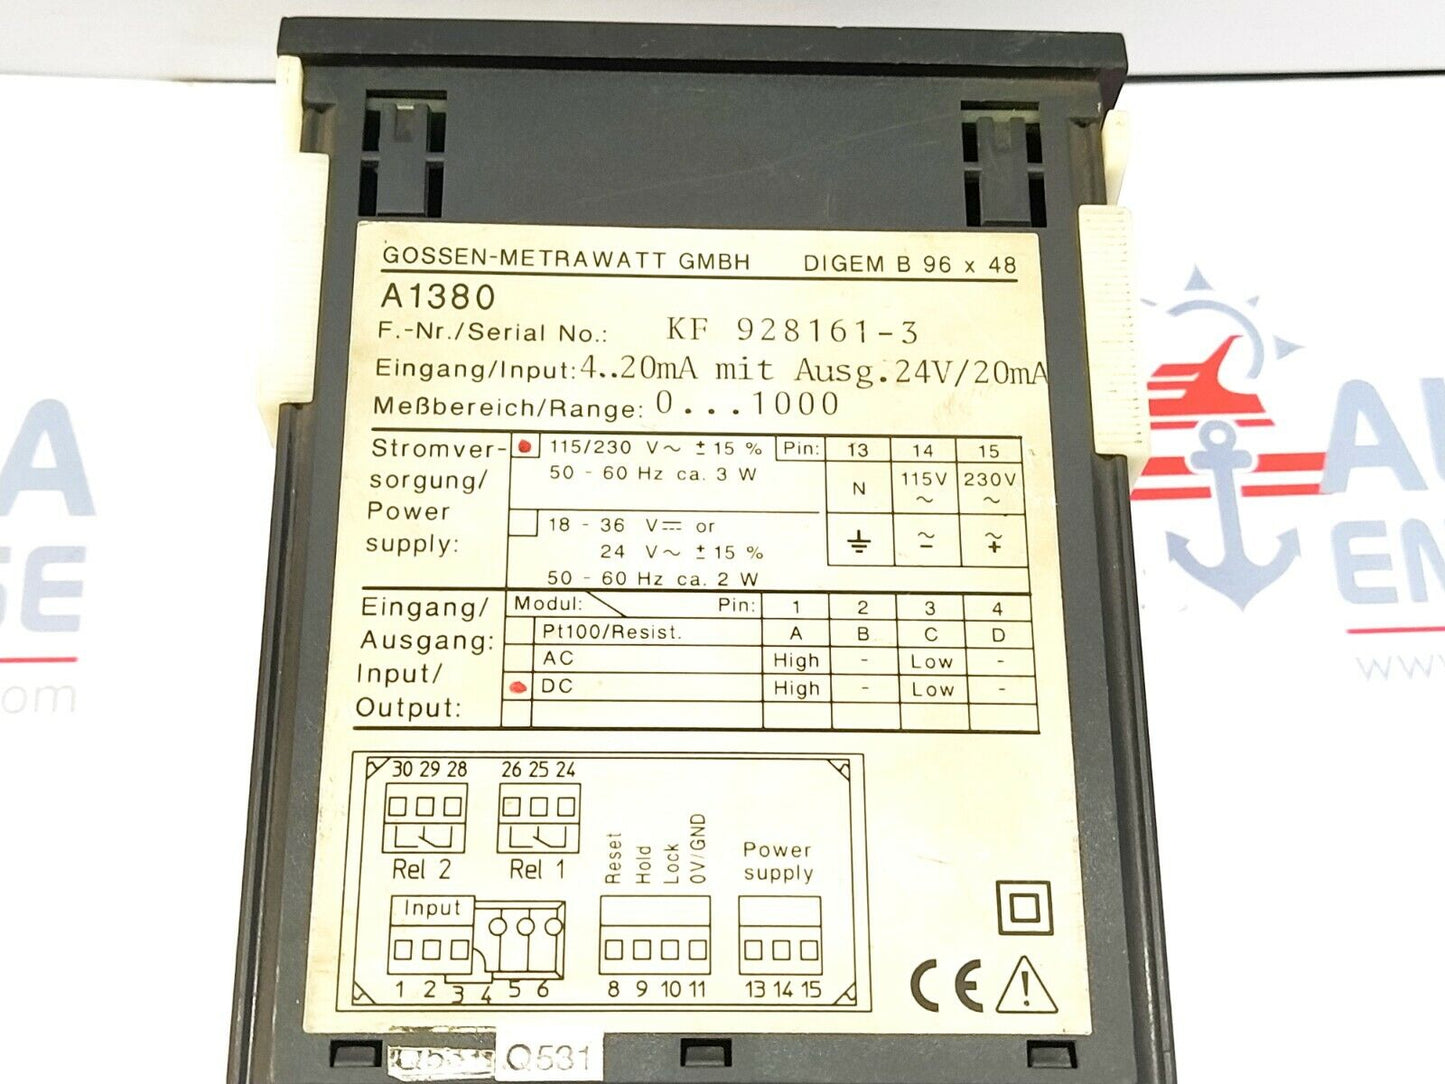 GOSSEN-METRAWATT GMBH DIGEM B 96 x 48
A1380
F.-Nr./Serial No.: KF 928161-3
Eingang/Input: 4..20mA mit Ausg.24V/20mA
Meßbereich/Range: 0...1000
Stromver-
sorgung/
Power
supply:
115/230 V~ ±15 %
50 - 60 Hz ca. 3 W
18 - 36 V⎓ or
24 V~ ±15 %
50 - 60 Hz ca. 2 W
Pin: 13 14 15
N 115V~ 230V~
⏚ ~ - ~ +
Eingang/
Ausgang:
Input/
Output:
Modul: Pin: 1 2 3 4
Pt100/Resist. A B C D
AC High - Low -
DC High - Low -
30 29 28 26 25 24
Rel 2 Rel 1
Reset
Hold
Lock
0V/GND
Power
supply
Input
1 2 3 4 5 6 8 9 10 11 13 14 15
CE
Q531
A
SE
om
AU
EN
www